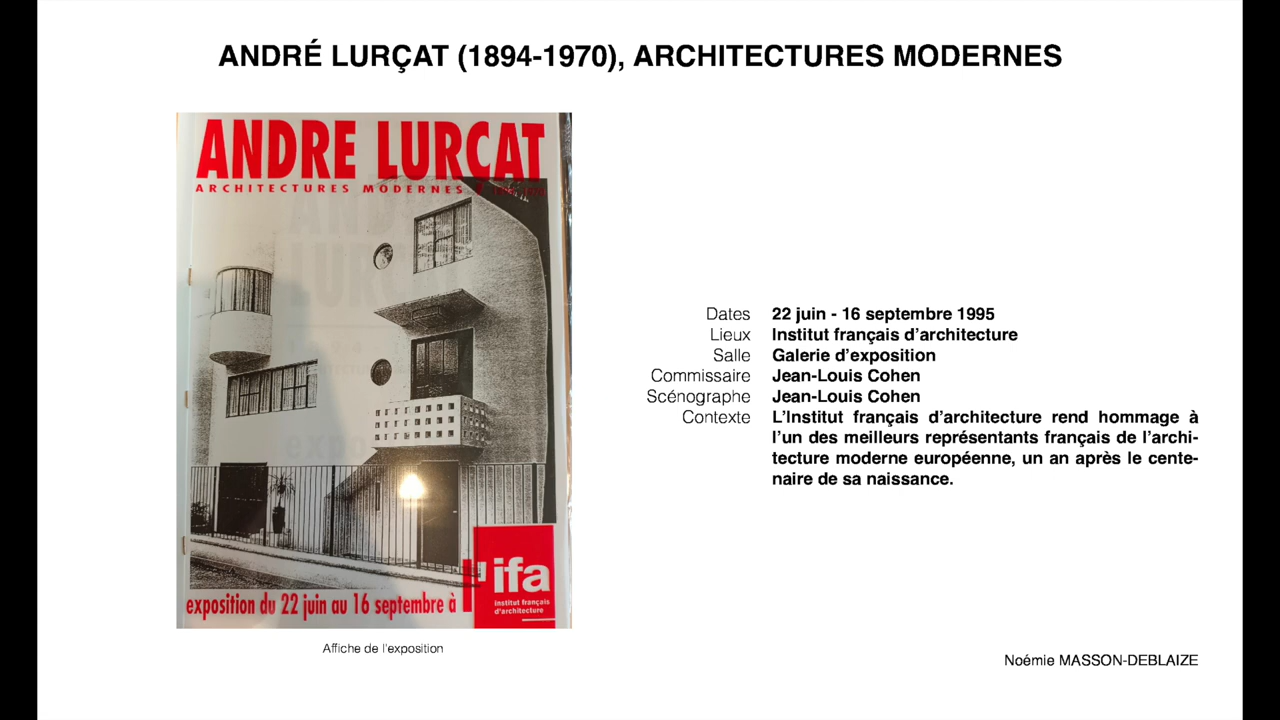 ANDRÉ LURÇAT (1894-1970), ARCHITECTURES MODERNES
ANDRE LURCAT
ARCHITECTURES MODERNES
l'ifa
institut français
d'architecture
exposition du 22 juin au 16 septembre à
Affiche de l'exposition
Dates 22 juin - 16 septembre 1995
Lieux Institut français d'architecture
Salle Galerie d'exposition
Commissaire Jean-Louis Cohen
Scénographe Jean-Louis Cohen
Contexte L'Institut français d'architecture rend hommage à
l'un des meilleurs représentants français de l'archi-
tecture moderne européenne, un an après le cente-
naire de sa naissance.
Noémie MASSON-DEBLAIZE